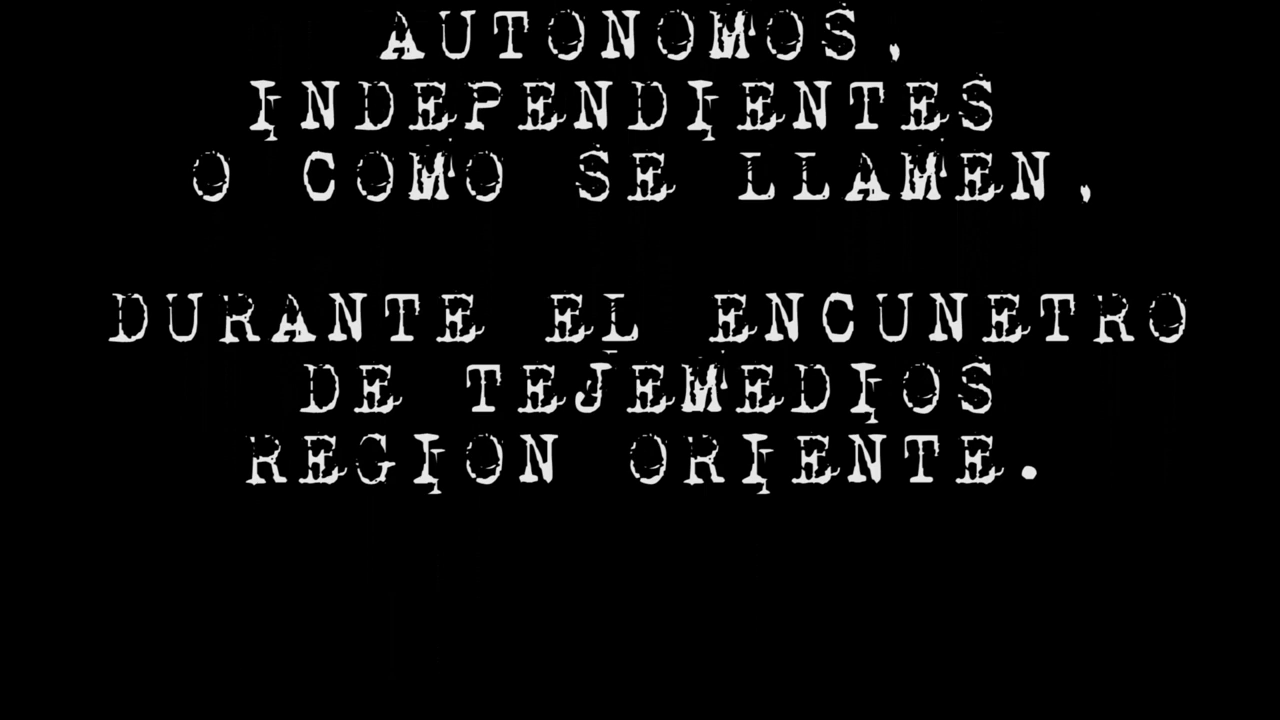 AUTONOMOS,
INDEPENDIENTES
O COMO SE LLAMEN,
DURANTE EL ENCUNETRO
DE TEJEMEDIOS
REGION ORIENTE.